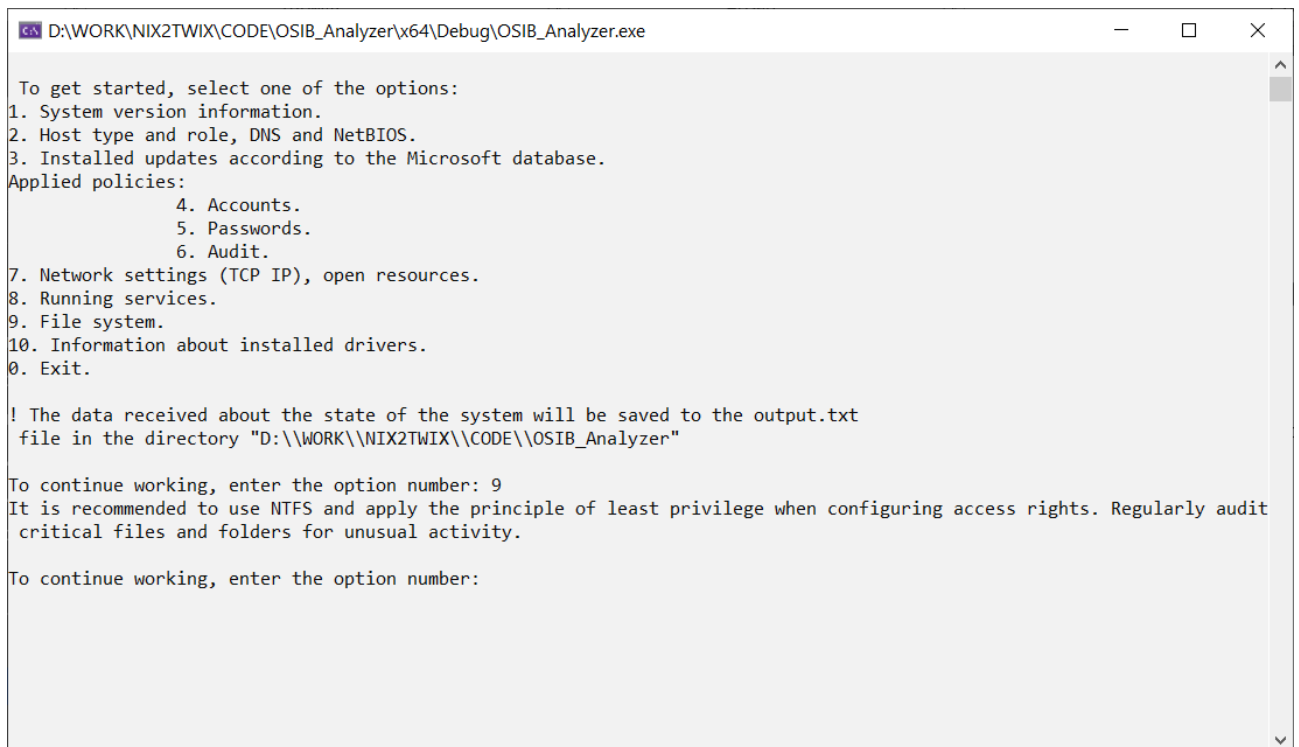 D:\WORK\NIX2TWIX\CODE\OSIB_Analyzer\x64\Debug\OSIB_Analyzer.exe
To get started, select one of the options:
1. System version information.
2. Host type and role, DNS and NetBIOS.
3. Installed updates according to the Microsoft database.
Applied policies:
4. Accounts.
5. Passwords.
6. Audit.
7. Network settings (TCP IP), open resources.
8. Running services.
9. File system.
10. Information about installed drivers.
0. Exit.
! The data received about the state of the system will be saved to the output.txt
file in the directory "D:\\WORK\\NIX2TWIX\\CODE\\OSIB_Analyzer"
To continue working, enter the option number: 9
It is recommended to use NTFS and apply the principle of least privilege when configuring access rights. Regularly audit
critical files and folders for unusual activity.
To continue working, enter the option number: